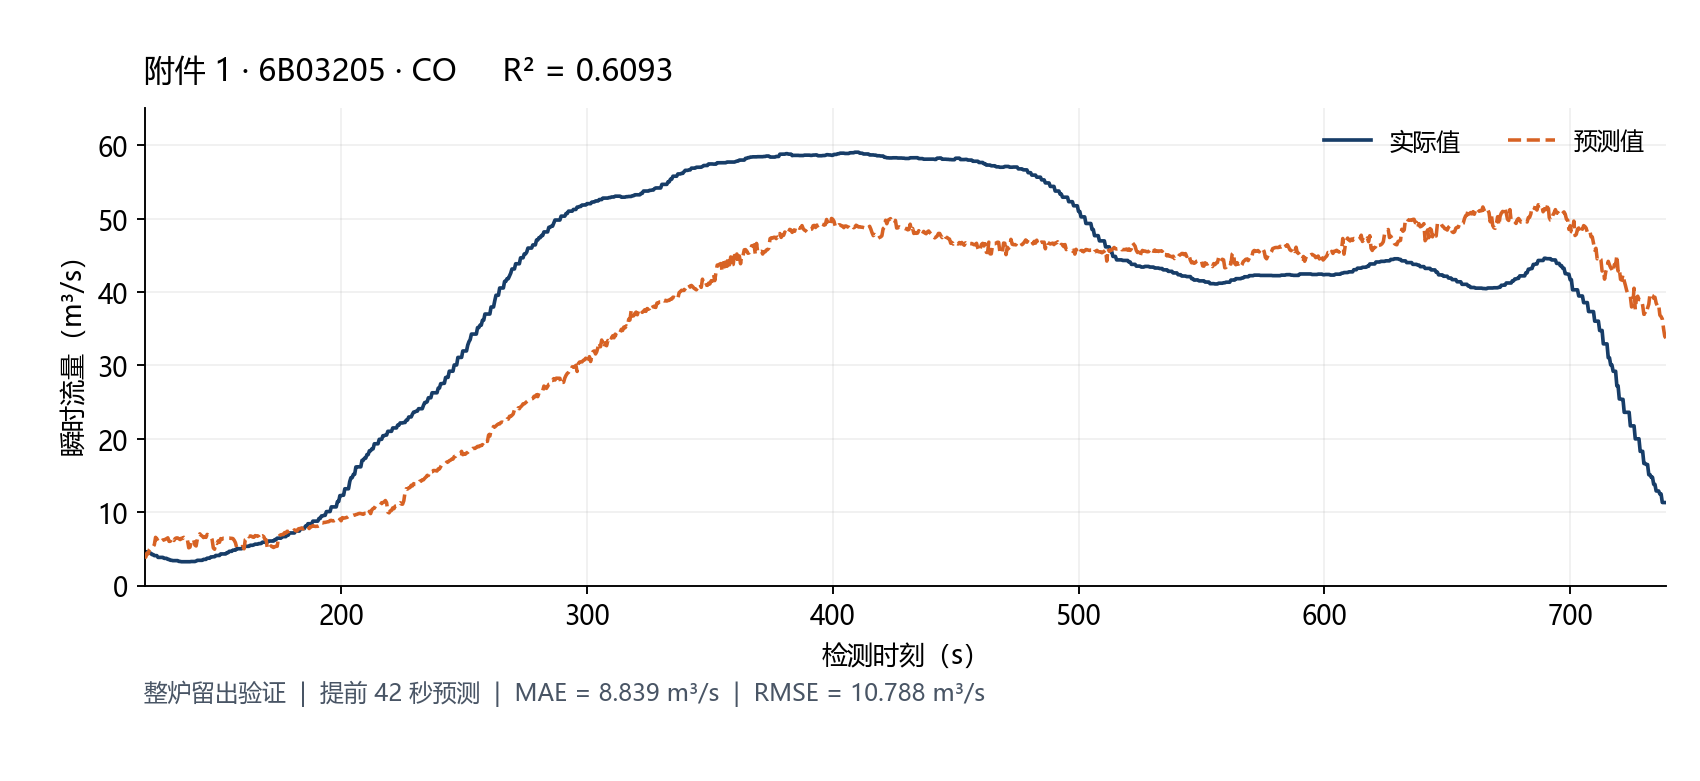 附件 1 · 6B03205 · CO R² = 0.6093
实际值 预测值
60
50
40
30
20
10
0
瞬时流量（m³/s）
200 300 400 500 600 700
检测时刻（s）
整炉留出验证 | 提前 42 秒预测 | MAE = 8.839 m³/s | RMSE = 10.788 m³/s